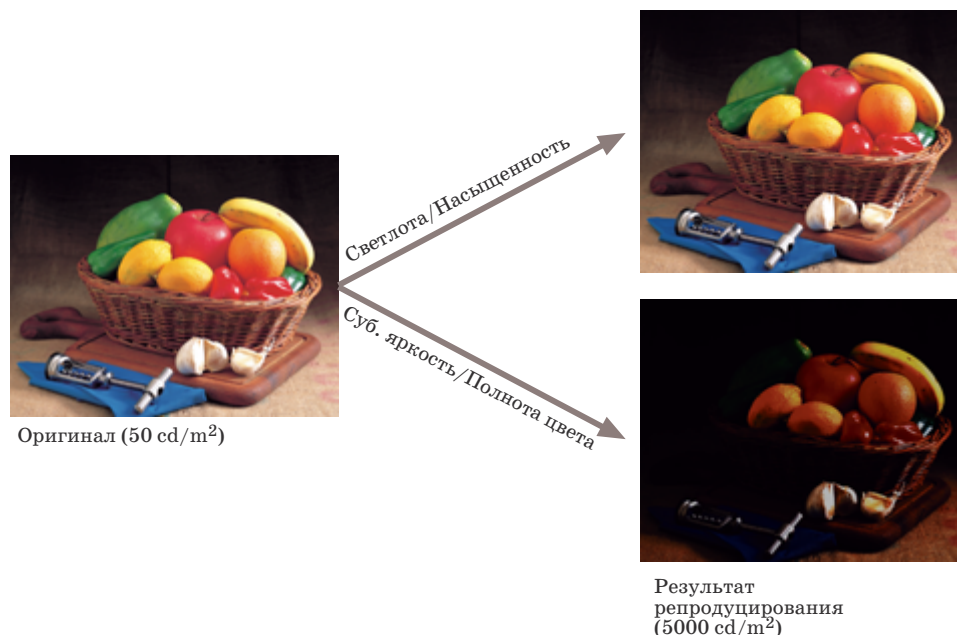 Светлота/Насыщенность
Суб. яркость/Полнота цвета
Оригинал (50 cd/m²)
Результат
репродуцирования
(5000 cd/m²)